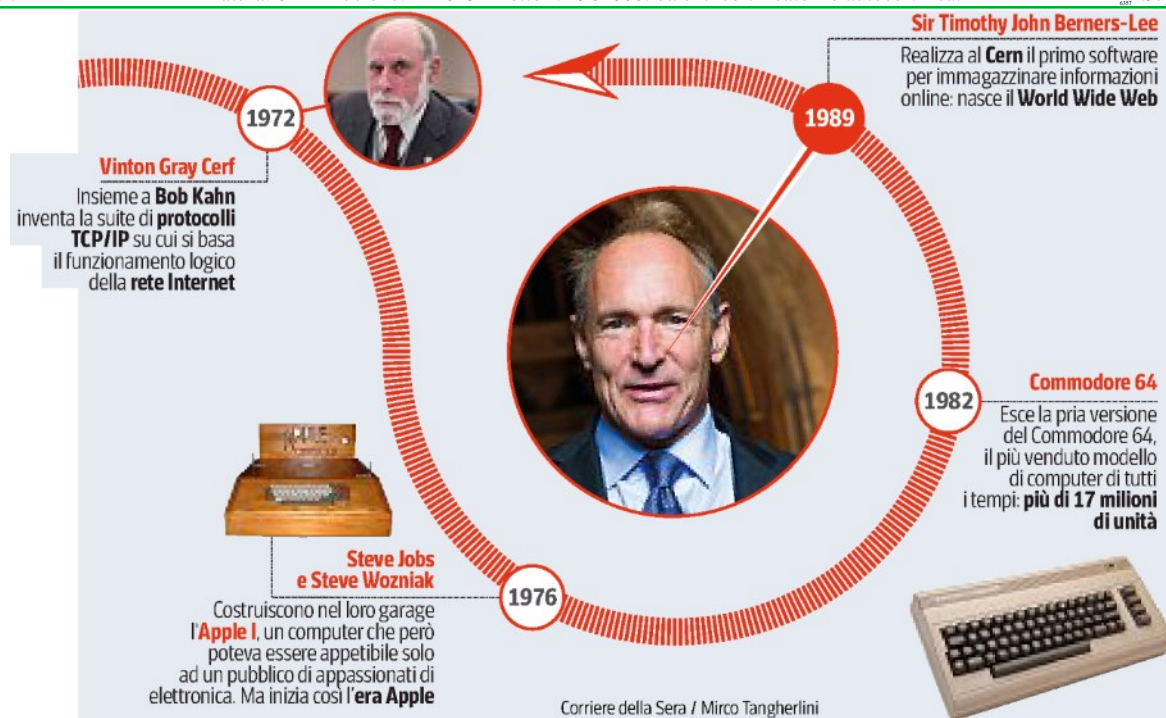 1972
Vinton Gray Cerf
Insieme a Bob Kahn
inventa la suite di protocolli
TCP/IP su cui si basa
il funzionamento logico
della rete Internet
Steve Jobs
e Steve Wozniak
1976
Costruiscono nel loro garage
l'Apple I, un computer che però
poteva essere appetibile solo
ad un pubblico di appassionati di
elettronica. Ma inizia così l'era Apple
Commodore 64
1982
Esce la pria versione
del Commodore 64,
il più venduto modello
di computer di tutti
i tempi: più di 17 milioni
di unità
Sir Timothy John Berners-Lee
1989
Realizza al Cern il primo software
per immagazzinare informazioni
online: nasce il World Wide Web
Corriere della Sera / Mirco Tangherlini